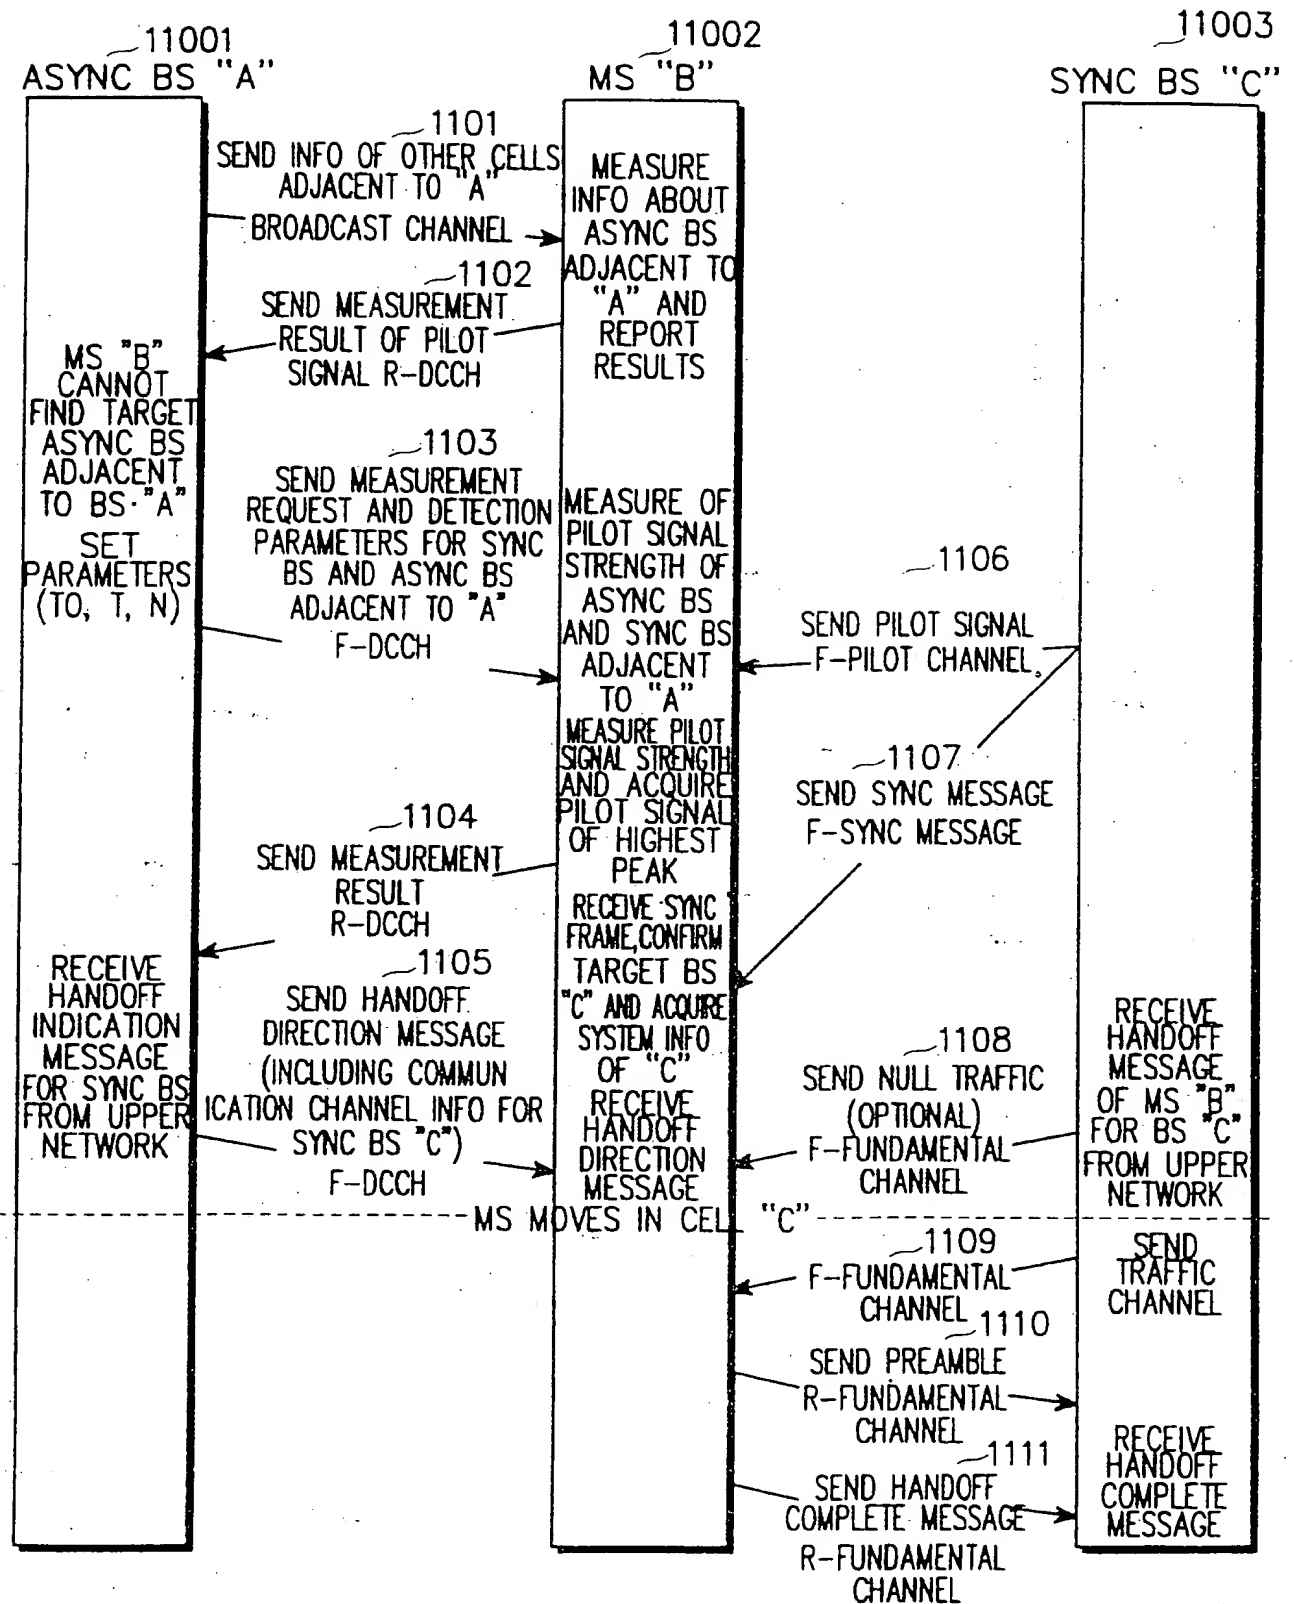 11001
ASYNC BS "A"
11002
MS "B"
11003
SYNC BS "C"
1101
SEND INFO OF OTHER CELLS
ADJACENT TO "A"
BROADCAST CHANNEL
MEASURE
INFO ABOUT
ASYNC BS
ADJACENT TO
"A" AND
REPORT
RESULTS
1102
SEND MEASUREMENT
RESULT OF PILOT
SIGNAL R-DCCH
MS "B"
CANNOT
FIND TARGET
ASYNC BS
ADJACENT
TO BS "A"
SET
PARAMETERS
(TO, T, N)
1103
SEND MEASUREMENT
REQUEST AND DETECTION
PARAMETERS FOR SYNC
BS AND ASYNC BS
ADJACENT TO "A"
F-DCCH
MEASURE OF
PILOT SIGNAL
STRENGTH OF
ASYNC BS
AND SYNC BS
ADJACENT
TO "A"
MEASURE PILOT
SIGNAL STRENGTH
AND ACQUIRE
PILOT SIGNAL
OF HIGHEST
PEAK
1106
SEND PILOT SIGNAL
F-PILOT CHANNEL
1107
SEND SYNC MESSAGE
F-SYNC MESSAGE
1104
SEND MEASUREMENT
RESULT
R-DCCH
RECEIVE SYNC
FRAME, CONFIRM
TARGET BS
"C" AND ACQUIRE
SYSTEM INFO
OF "C"
RECEIVE
HANDOFF
DIRECTION
MESSAGE
RECEIVE
HANDOFF
INDICATION
MESSAGE
FOR SYNC BS
FROM UPPER
NETWORK
1105
SEND HANDOFF
DIRECTION MESSAGE
(INCLUDING COMMUN
ICATION CHANNEL INFO FOR
SYNC BS "C")
F-DCCH
1108
SEND NULL TRAFFIC
(OPTIONAL)
F-FUNDAMENTAL
CHANNEL
RECEIVE
HANDOFF
MESSAGE
OF MS "B"
FOR BS "C"
FROM UPPER
NETWORK
MS MOVES IN CELL "C"
1109
F-FUNDAMENTAL
CHANNEL
SEND
TRAFFIC
CHANNEL
1110
SEND PREAMBLE
R-FUNDAMENTAL
CHANNEL
1111
SEND HANDOFF
COMPLETE MESSAGE
R-FUNDAMENTAL
CHANNEL
RECEIVE
HANDOFF
COMPLETE
MESSAGE